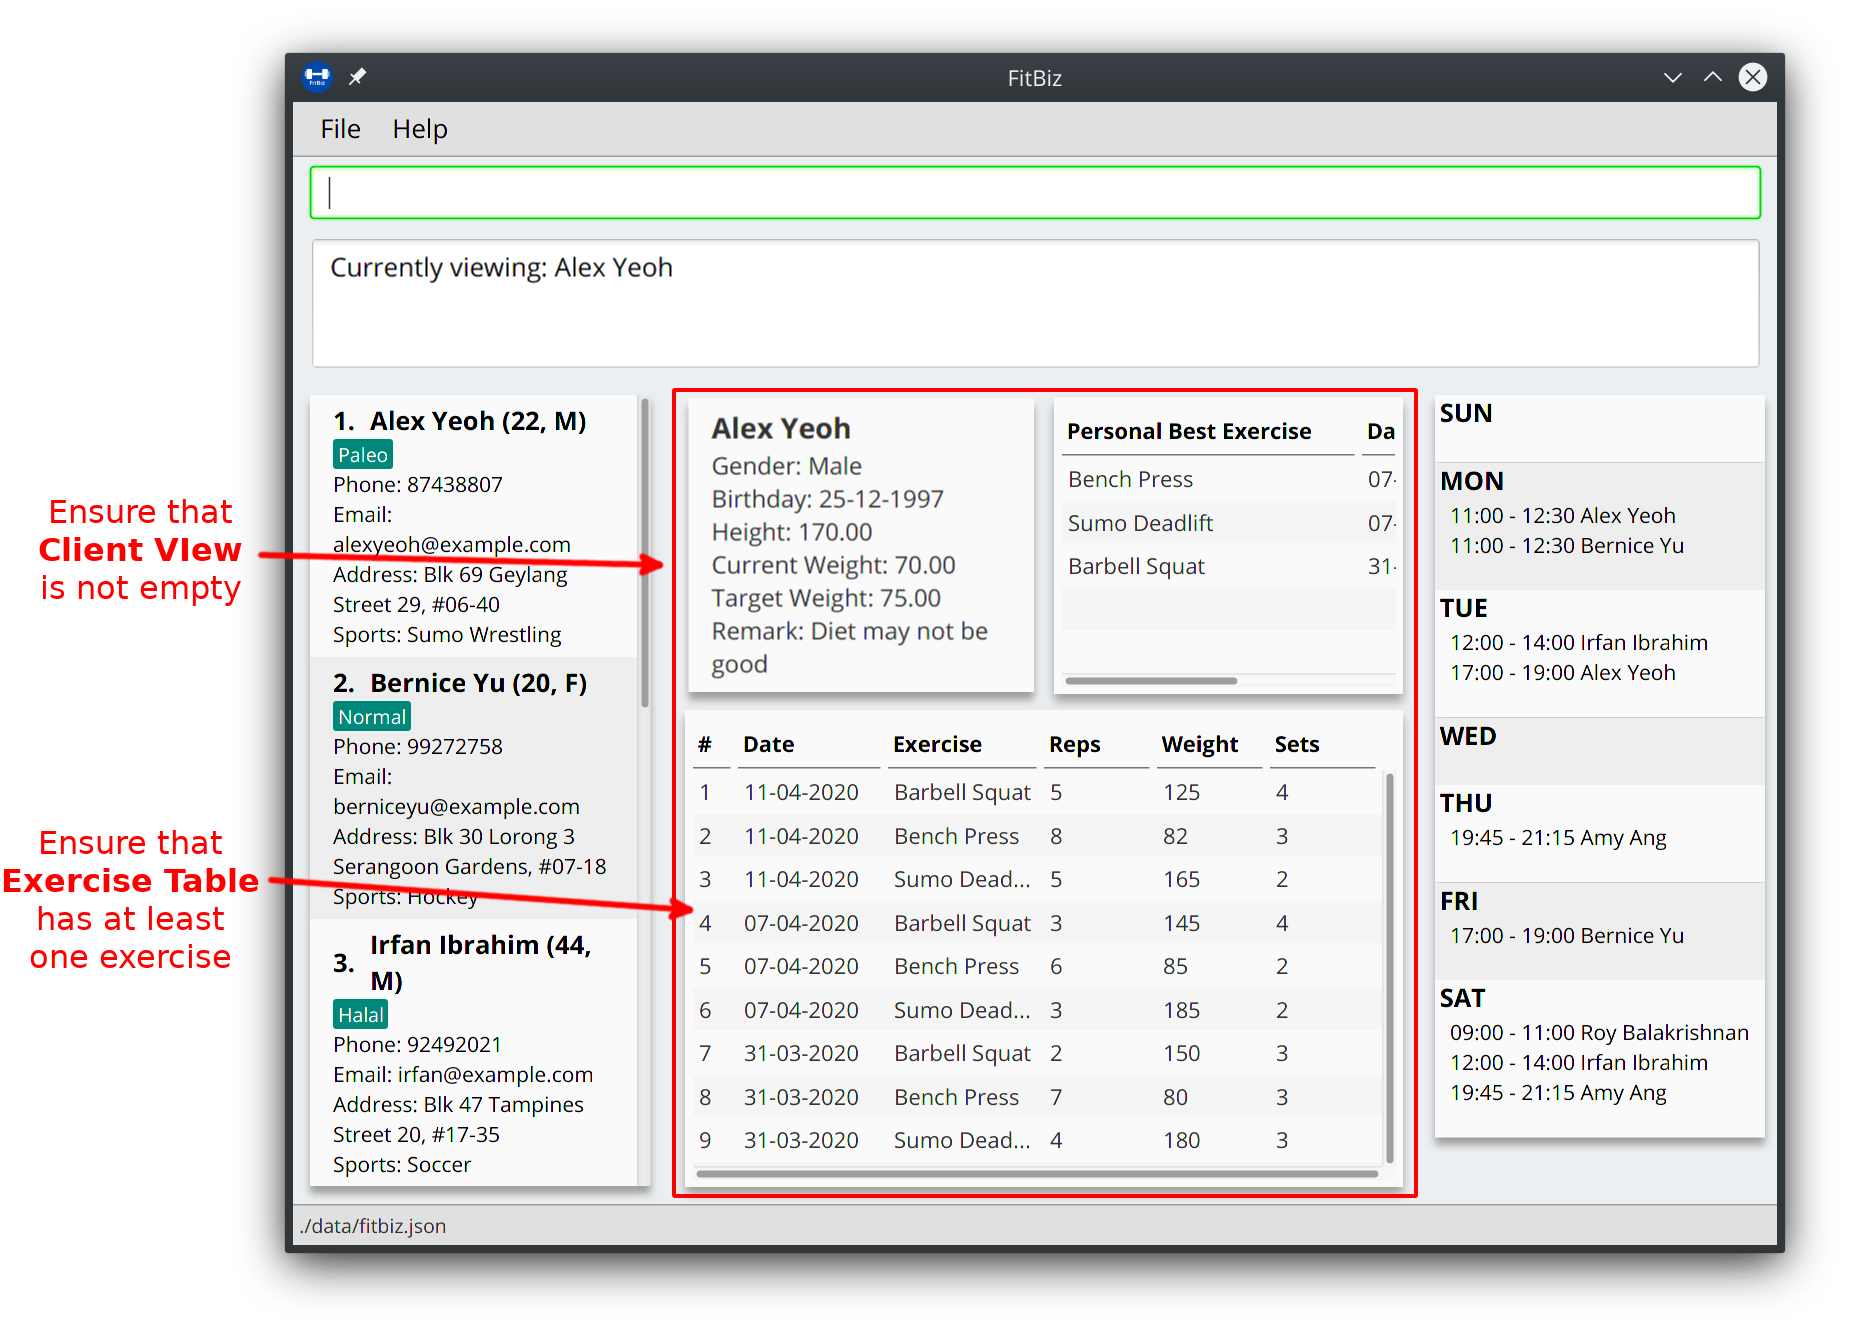 FitBiz
FitBiz
File Help
Currently viewing: Alex Yeoh
Ensure that
Client VIew
is not empty
Ensure that
Exercise Table
has at least
one exercise
1. Alex Yeoh (22, M)
Paleo
Phone: 87438807
Email:
alexyeoh@example.com
Address: Blk 69 Geylang
Street 29, #06-40
Sports: Sumo Wrestling
2. Bernice Yu (20, F)
Normal
Phone: 99272758
Email:
berniceyu@example.com
Address: Blk 30 Lorong 3
Serangoon Gardens, #07-18
Sports: Hockey
3. Irfan Ibrahim (44,
M)
Halal
Phone: 92492021
Email: irfan@example.com
Address: Blk 47 Tampines
Street 20, #17-35
Sports: Soccer
Alex Yeoh
Gender: Male
Birthday: 25-12-1997
Height: 170.00
Current Weight: 70.00
Target Weight: 75.00
Remark: Diet may not be
good
Personal Best Exercise Da
Bench Press 07-
Sumo Deadlift 07-
Barbell Squat 31-
# Date Exercise Reps Weight Sets
1 11-04-2020 Barbell Squat 5 125 4
2 11-04-2020 Bench Press 8 82 3
3 11-04-2020 Sumo Dead... 5 165 2
4 07-04-2020 Barbell Squat 3 145 4
5 07-04-2020 Bench Press 6 85 2
6 07-04-2020 Sumo Dead... 3 185 2
7 31-03-2020 Barbell Squat 2 150 3
8 31-03-2020 Bench Press 7 80 3
9 31-03-2020 Sumo Dead... 4 180 3
SUN
MON
11:00 - 12:30 Alex Yeoh
11:00 - 12:30 Bernice Yu
TUE
12:00 - 14:00 Irfan Ibrahim
17:00 - 19:00 Alex Yeoh
WED
THU
19:45 - 21:15 Amy Ang
FRI
17:00 - 19:00 Bernice Yu
SAT
09:00 - 11:00 Roy Balakrishnan
12:00 - 14:00 Irfan Ibrahim
19:45 - 21:15 Amy Ang
./data/fitbiz.json